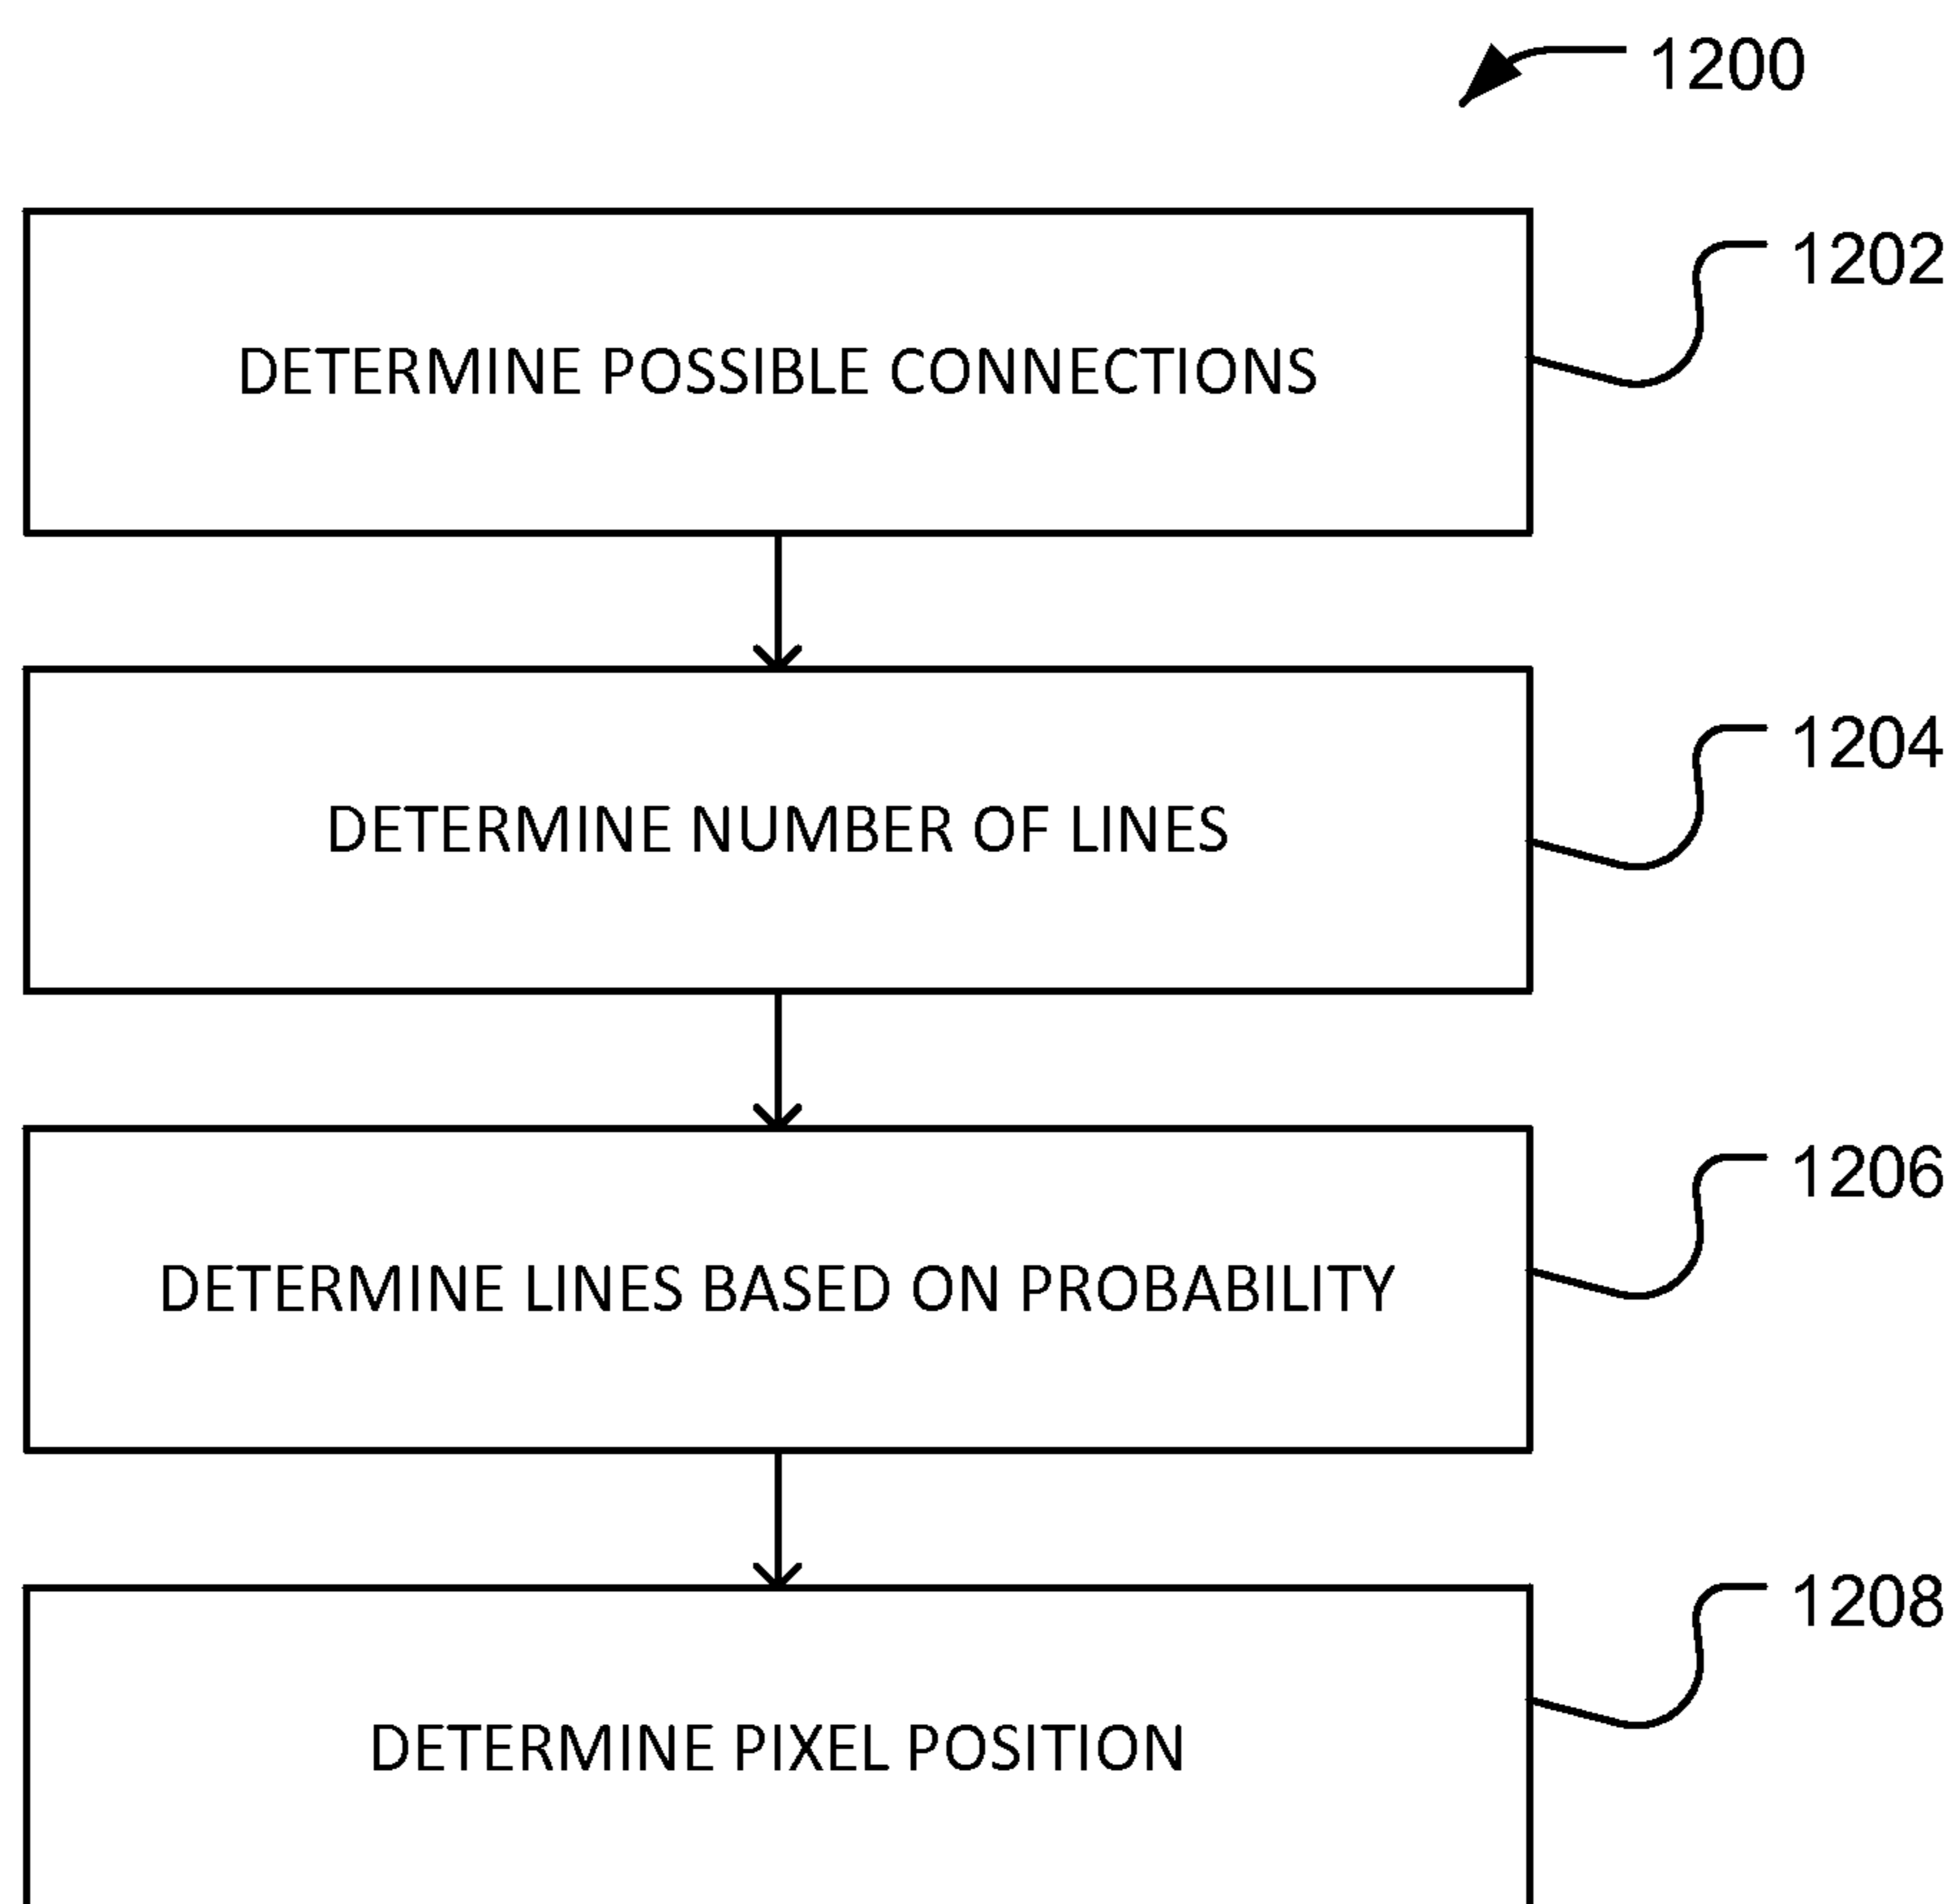 1200
DETERMINE POSSIBLE CONNECTIONS
1202
DETERMINE NUMBER OF LINES
1204
DETERMINE LINES BASED ON PROBABILITY
1206
DETERMINE PIXEL POSITION
1208